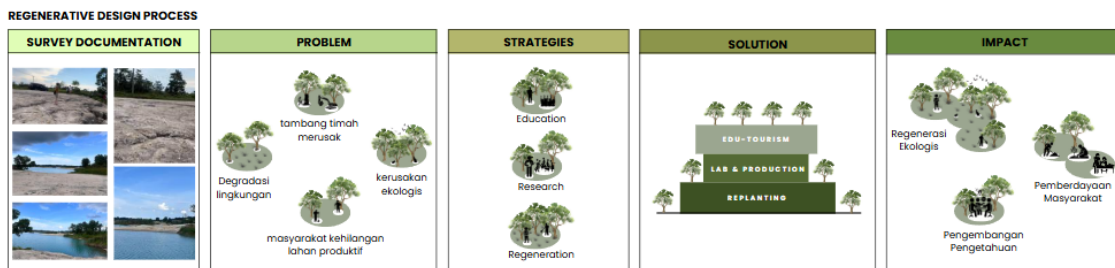 REGENERATIVE DESIGN PROCESS
SURVEY DOCUMENTATION
PROBLEM
tambang timah
merusak
Degradasi
lingkungan
kerusakan
ekologis
masyarakat kehilangan
lahan produktif
STRATEGIES
Education
Research
Regeneration
SOLUTION
EDU-TOURISM
LAB & PRODUCTION
REPLANTING
IMPACT
Regenerasi
Ekologis
Pemberdayaan
Masyarakat
Pengembangan
Pengetahuan